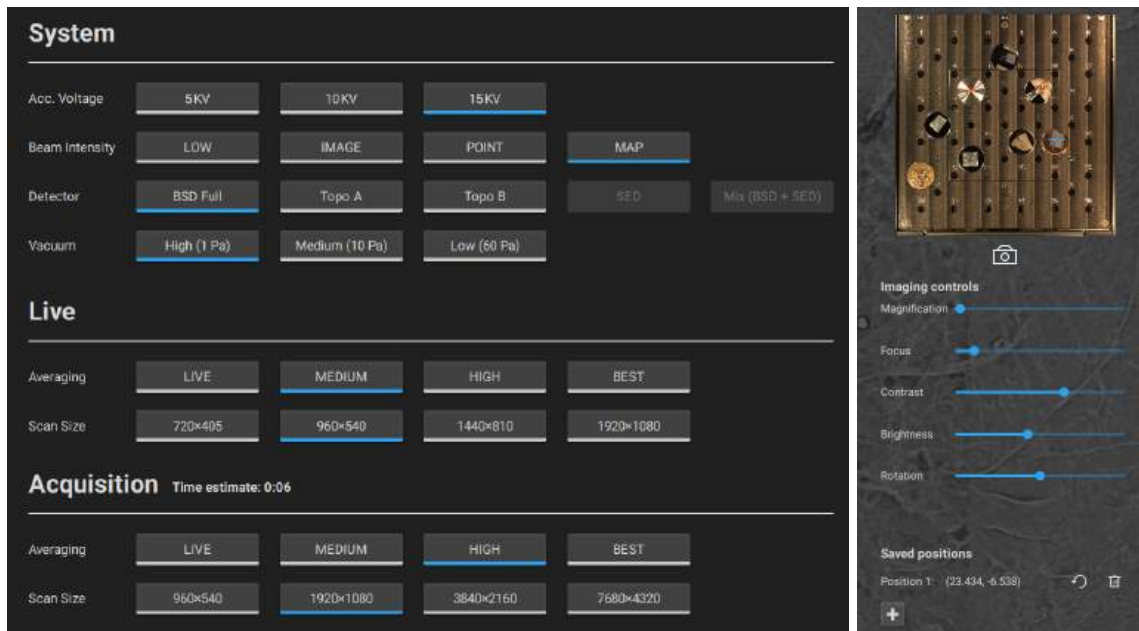 System
Acc. Voltage 5KV 10KV 15KV
Beam Intensity LOW IMAGE POINT MAP
Detector BSD Full Topo A Topo B SED Mix (BSD + SED)
Vacuum High (1 Pa) Medium (10 Pa) Low (60 Pa)
Live
Averaging LIVE MEDIUM HIGH BEST
Scan Size 720×405 960×540 1440×810 1920×1080
Acquisition Time estimate: 0:06
Averaging LIVE MEDIUM HIGH BEST
Scan Size 960×540 1920×1080 3840×2160 7680×4320
Imaging controls
Magnification
Focus
Contrast
Brightness
Rotation
Saved positions
Position 1: (23.434, -6.538)